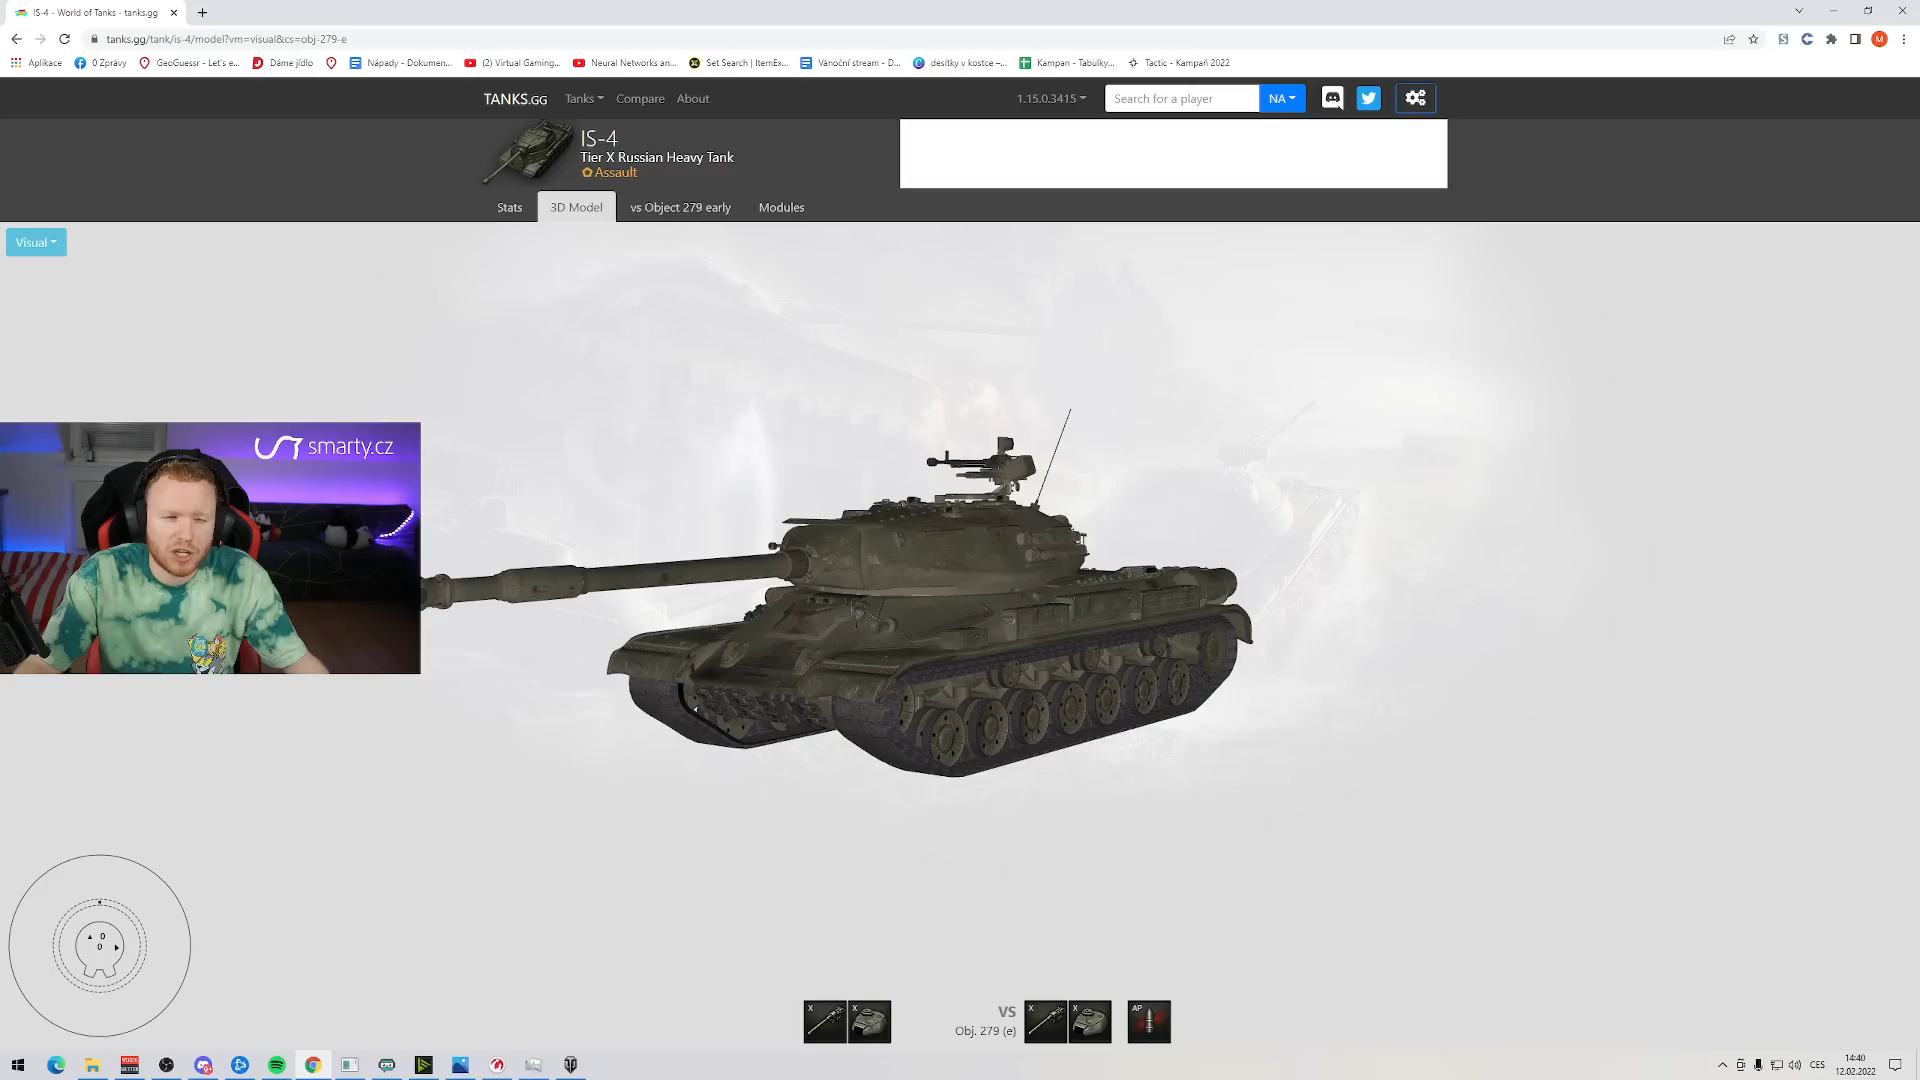 IS-4 - World of Tanks - tanks.gg
tanks.gg/tank/is-4/model?vm=visual&cs=obj-279-e
Aplikace
0 Zprávy
GeoGuessr - Let's e...
Dáme jídlo
Nápady - Dokumen...
(2) Virtual Gaming...
Neural Networks an...
Set Search | ItemEx...
Vánoční stream - D...
desítky v kostce –...
Kampan - Tabulky...
Tactic - Kampaň 2022
M
TANKS.GG
Tanks
Compare
About
1.15.0.3415
Search for a player
NA
IS-4
Tier X Russian Heavy Tank
Assault
Stats
3D Model
vs Object 279 early
Modules
Visual
smarty.cz
0
0
X
X
VS
Obj. 279 (e)
X
X
AP
CES
14:40
12.02.2022